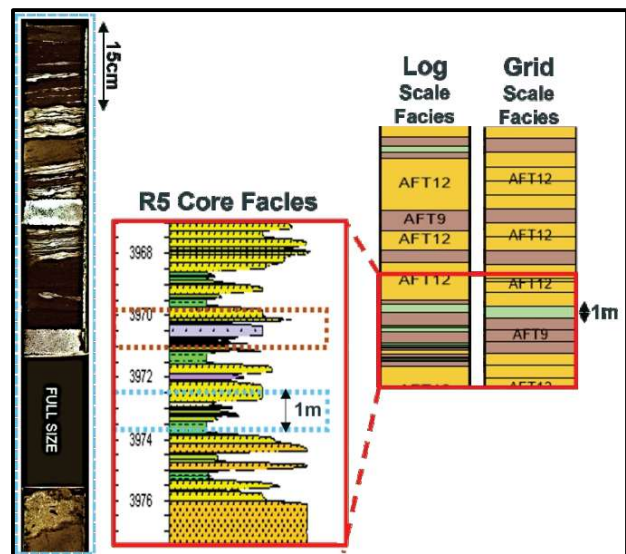 15cm
FULL SIZE
R5 Core Facles
3968
3970
3972
3974
3976
1m
Log
Scale
Facies
Grid
Scale
Facies
AFT12
AFT9
AFT12
AFT12
AFT12
AFT12
AFT12
AFT9
1m